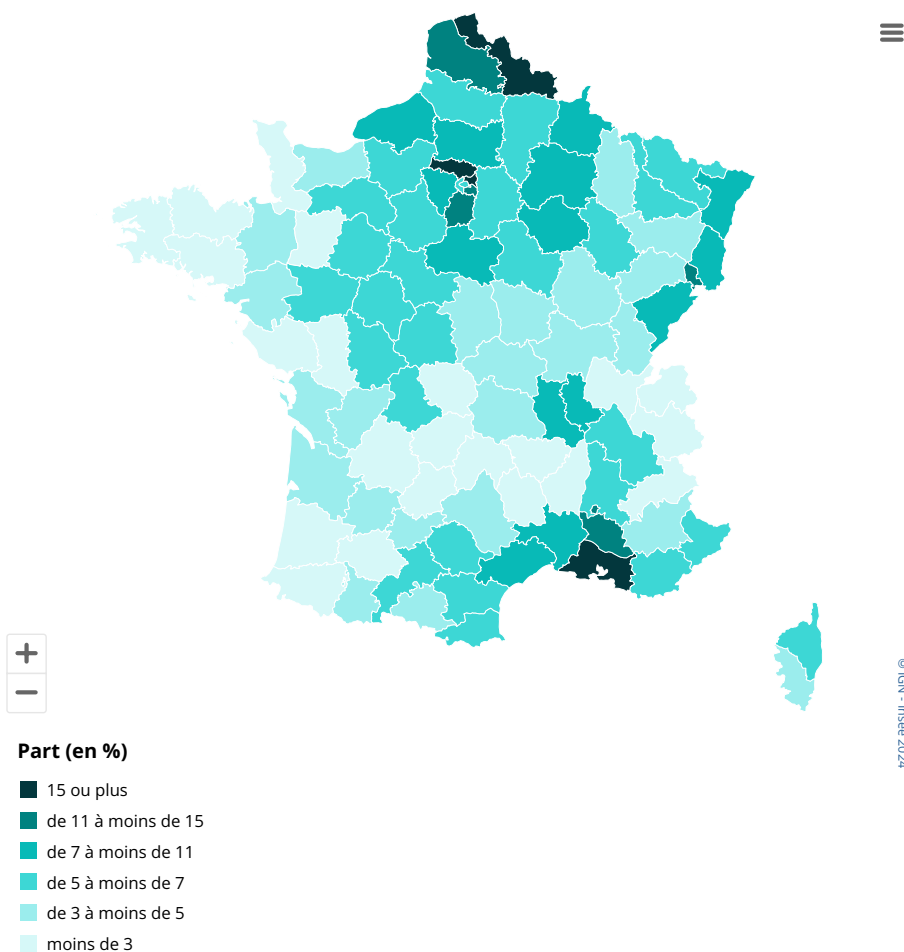 © IGN - Insee 2024
+
−
Part (en %)
15 ou plus
de 11 à moins de 15
de 7 à moins de 11
de 5 à moins de 7
de 3 à moins de 5
moins de 3